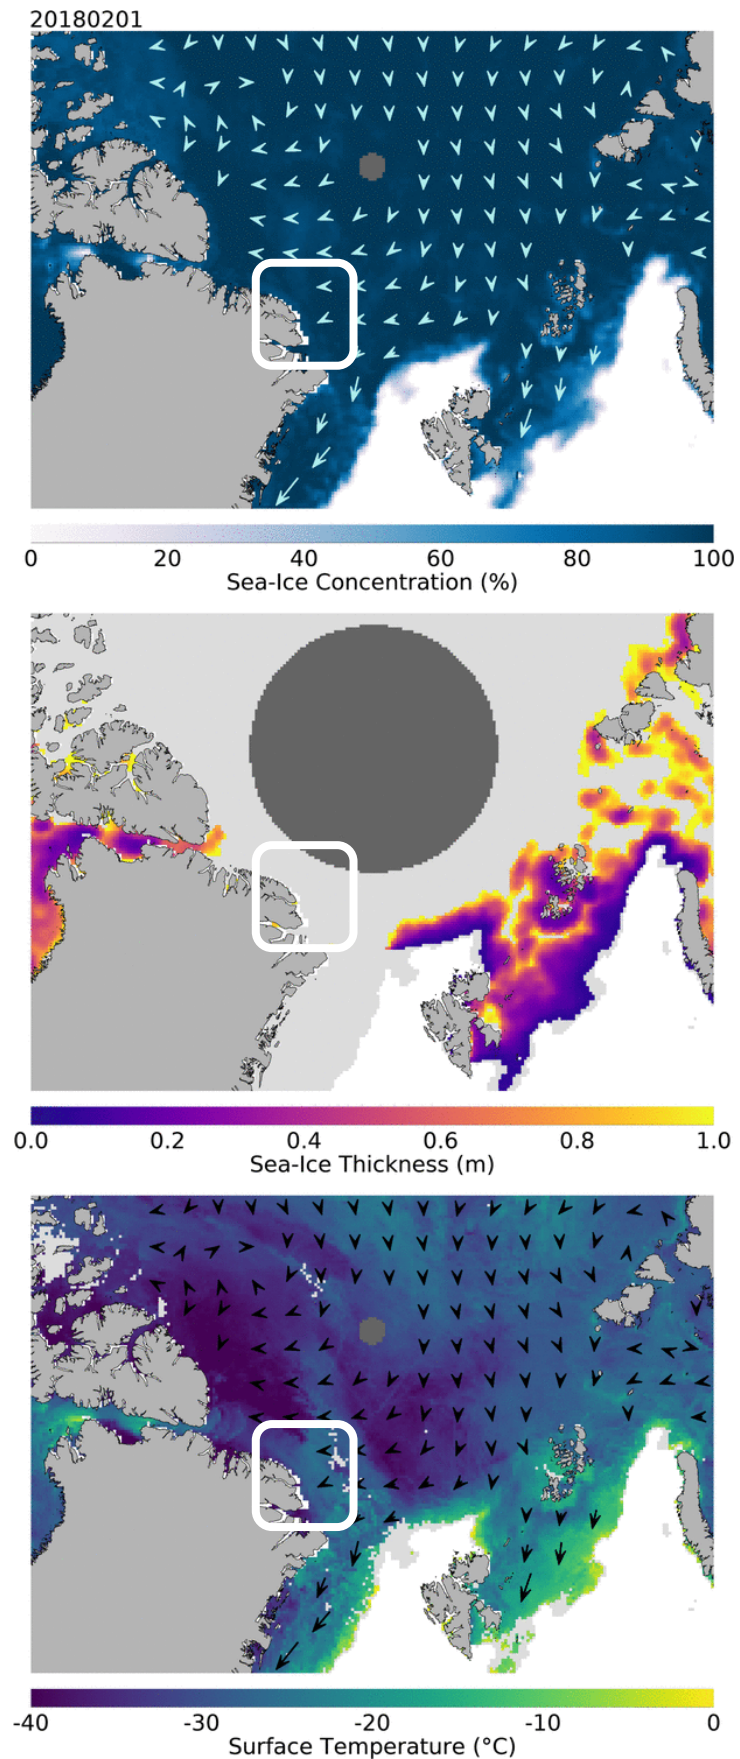 20180201
0 20 40 60 80 100
Sea-Ice Concentration (%)
0.0 0.2 0.4 0.6 0.8 1.0
Sea-Ice Thickness (m)
-40 -30 -20 -10 0
Surface Temperature (°C)